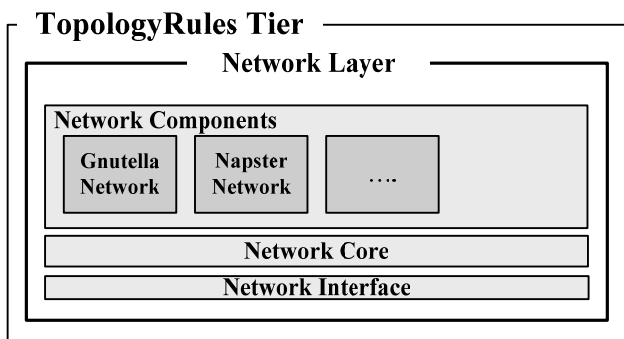 TopologyRules Tier
Network Layer
Network Components
Gnutella
Network
Napster
Network
….
Network Core
Network Interface